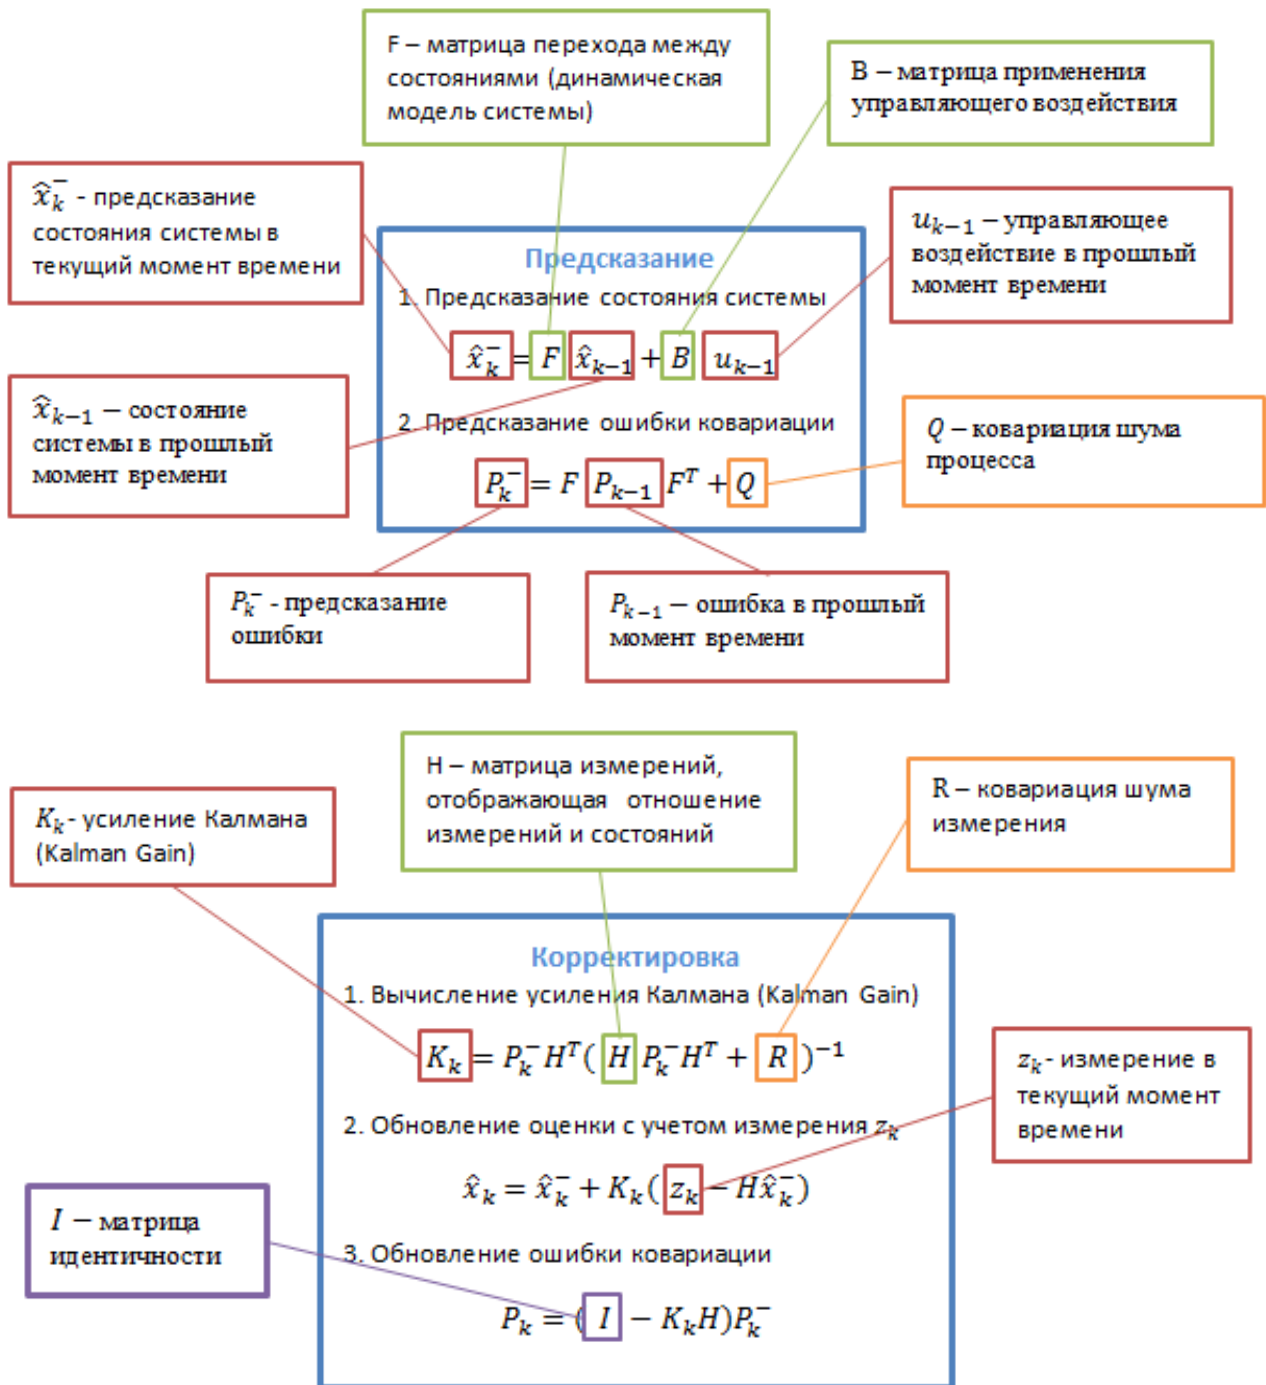 F – матрица перехода между
состояниями (динамическая
модель системы)
B – матрица применения
управляющего воздействия
x̂ₖ⁻ - предсказание
состояния системы в
текущий момент времени
uₖ₋₁ – управляющее
воздействие в прошлый
момент времени
Предсказание
1. Предсказание состояния системы
x̂ₖ⁻ = F x̂ₖ₋₁ + B uₖ₋₁
x̂ₖ₋₁ – состояние
системы в прошлый
момент времени
2. Предсказание ошибки ковариации
Pₖ⁻ = F Pₖ₋₁ Fᵀ + Q
Q – ковариация шума
процесса
Pₖ⁻ - предсказание
ошибки
Pₖ₋₁ – ошибка в прошлый
момент времени
H – матрица измерений,
отображающая отношение
измерений и состояний
R – ковариация шума
измерения
Kₖ- усиление Калмана
(Kalman Gain)
Корректировка
1. Вычисление усиления Калмана (Kalman Gain)
Kₖ = Pₖ⁻Hᵀ( H Pₖ⁻Hᵀ + R )⁻¹
zₖ- измерение в
текущий момент
времени
2. Обновление оценки с учетом измерения zₖ
x̂ₖ = x̂ₖ⁻ + Kₖ( zₖ – Hx̂ₖ⁻)
I – матрица
идентичности
3. Обновление ошибки ковариации
Pₖ = ( I – KₖH)Pₖ⁻